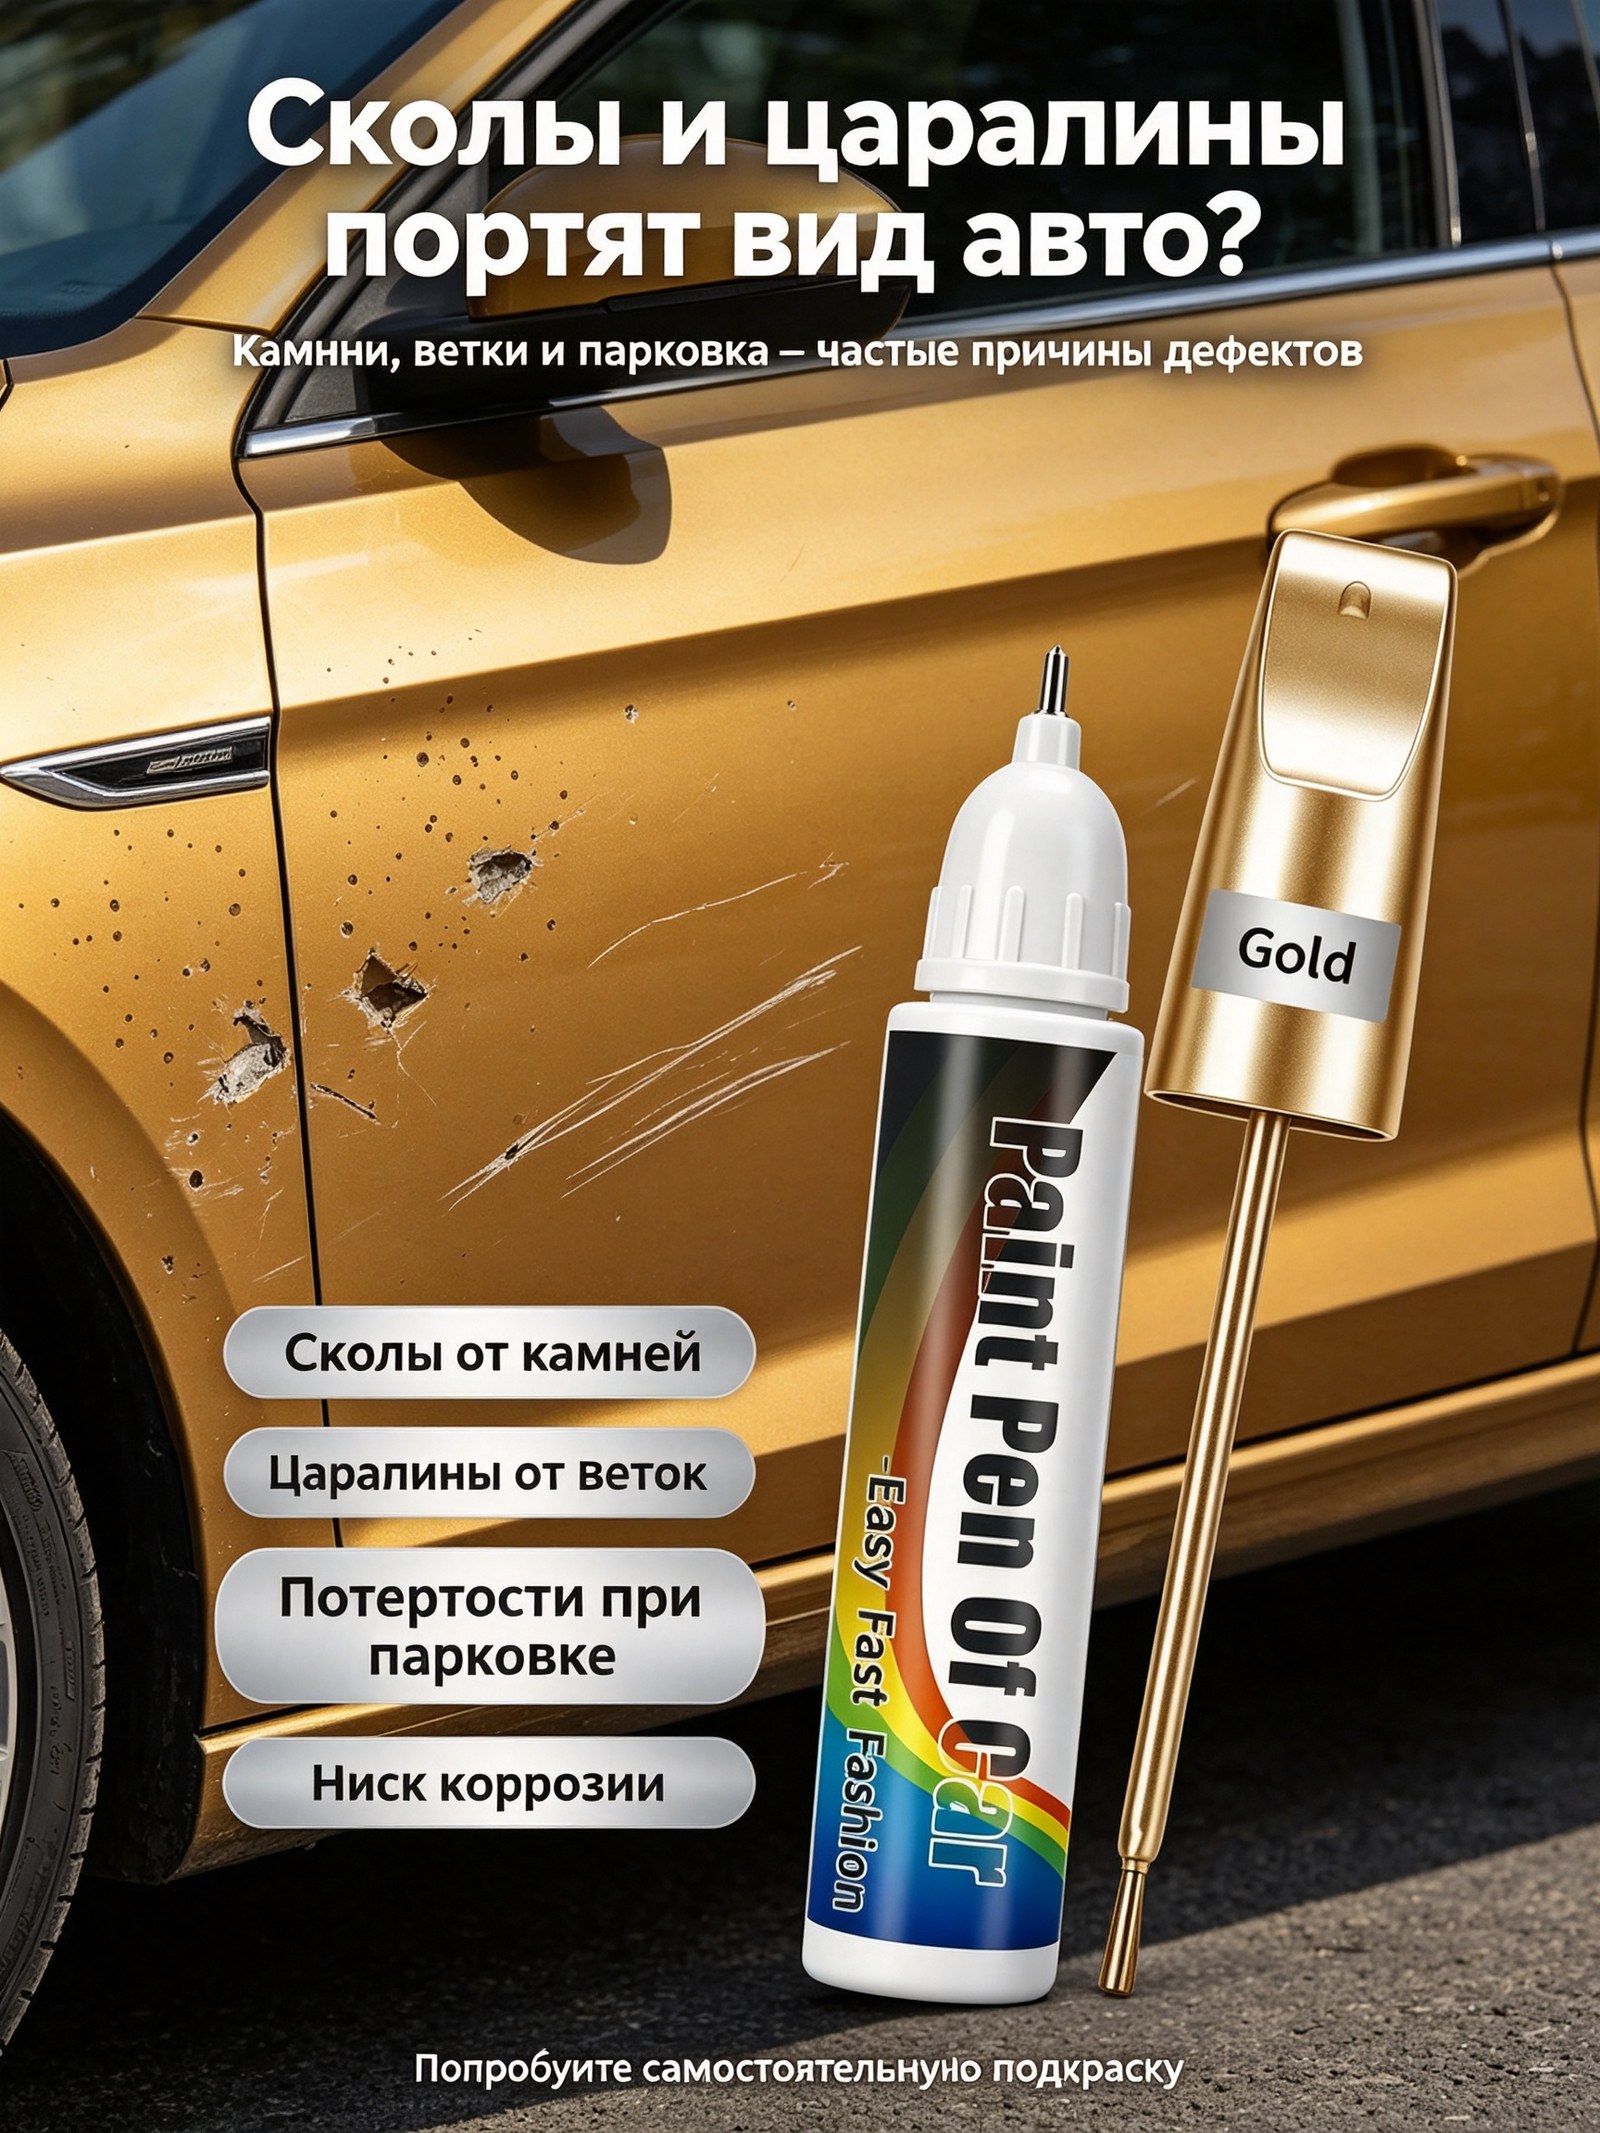 Сколы и царалины
портят вид авто?
Камнни, ветки и парковка – частые причины дефектов
Gold
Paint Pen Of Car
-Easy Fast Fashion
Сколы от камней
Царалины от веток
Потертости при
парковке
Ниск коррозии
Попробуите самостоятельную подкраску